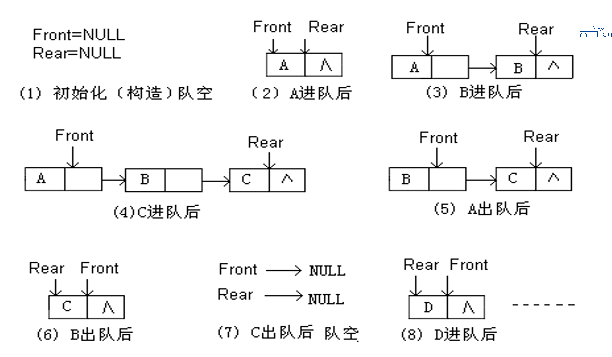 Front=NULL
Rear=NULL
(1) 初始化（构造）队空
Front Rear
A ∧
(2) A进队后
Front Rear
A B ∧
(3) B进队后
Front Rear
A B C ∧
(4)C进队后
Front Rear
B C ∧
(5) A出队后
Rear Front
C ∧
(6) B出队后
Front NULL
Rear NULL
(7) C出队后 队空
Rear Front
D ∧
(8) D进队后